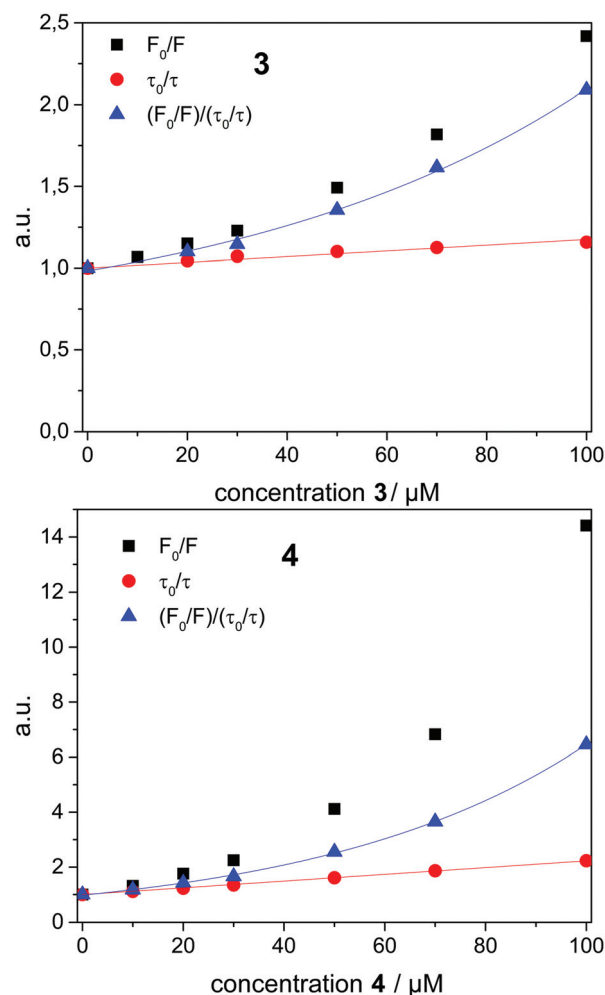 2,5
2,0
1,5
1,0
0,5
0,0
a.u.
F₀/F
τ₀/τ
(F₀/F)/(τ₀/τ)
3
0 20 40 60 80 100
concentration 3 / µM
14
12
10
8
6
4
2
0
a.u.
F₀/F
τ₀/τ
(F₀/F)/(τ₀/τ)
4
0 20 40 60 80 100
concentration 4 / µM